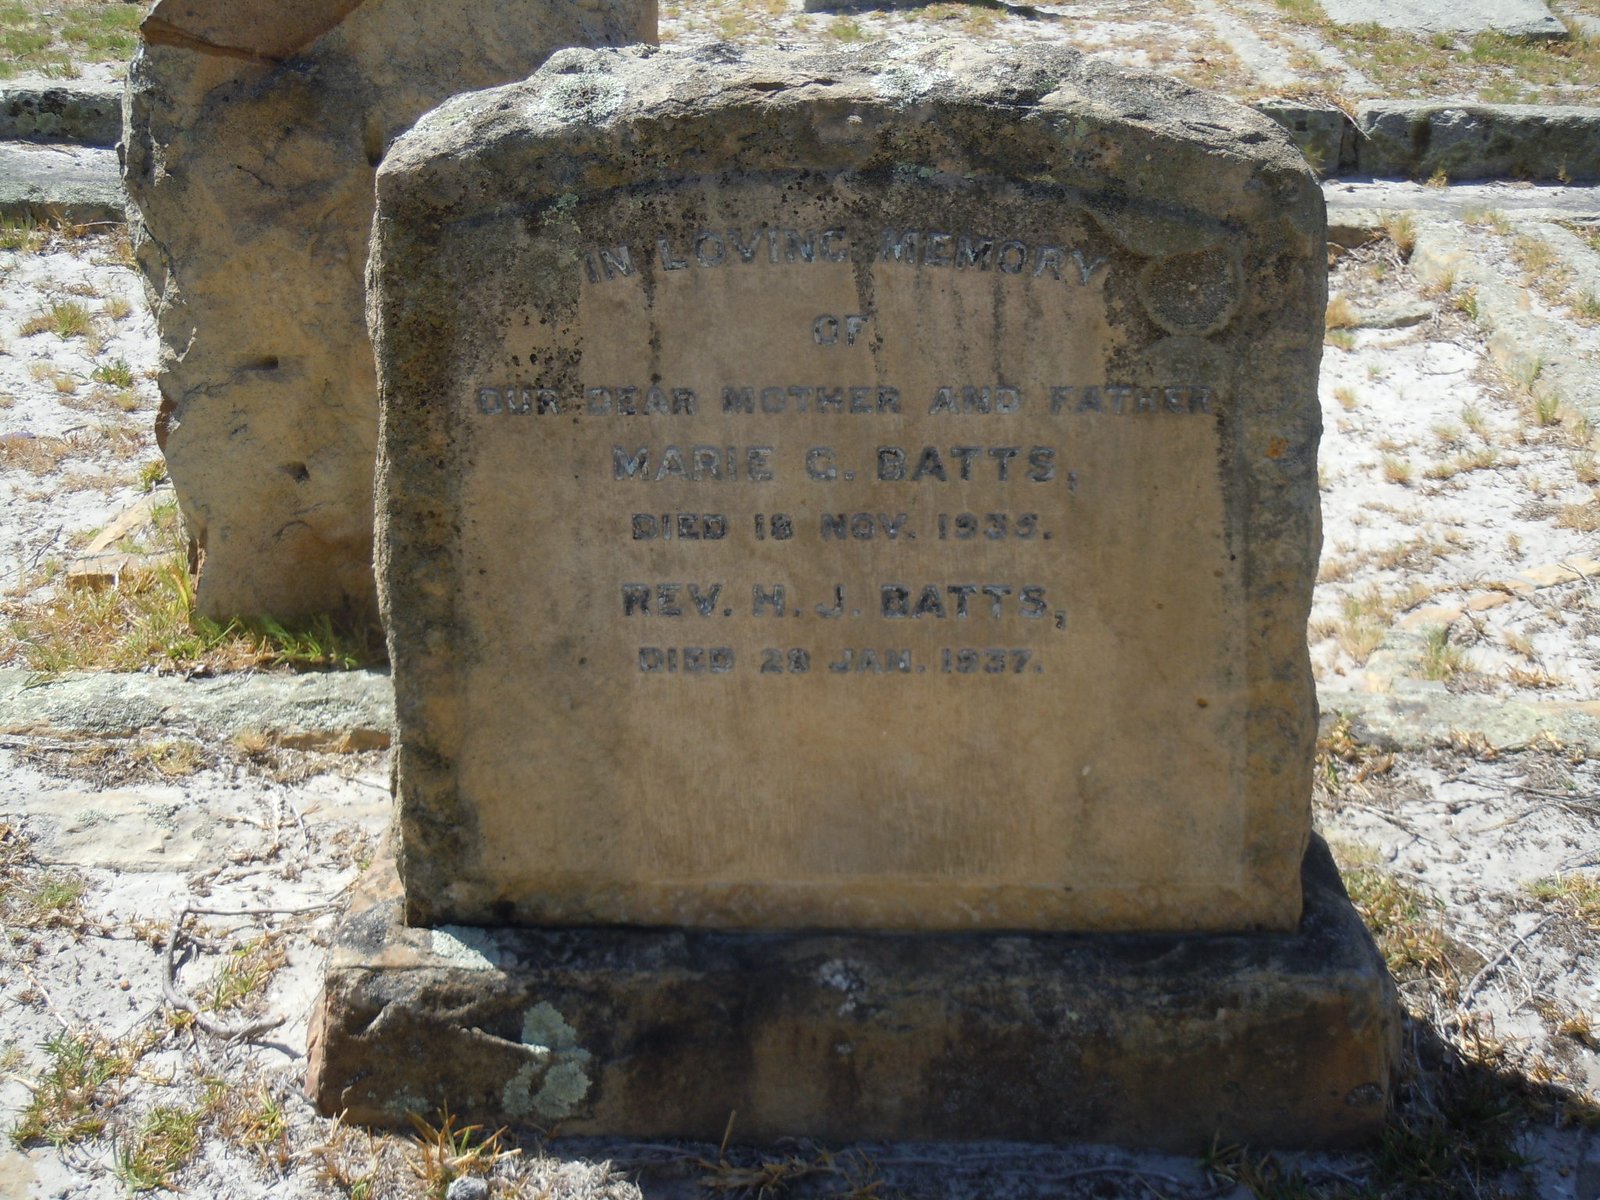 IN LOVING MEMORY
OF
OUR DEAR MOTHER AND FATHER
MARIE G. BATTS,
DIED 18 NOV. 1935.
REV. H. J. BATTS,
DIED 28 JAN. 1937.